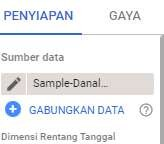 PENYIAPAN GAYA
Sumber data
Sample-Danal...
GABUNGKAN DATA
Dimensi Rentang Tanggal